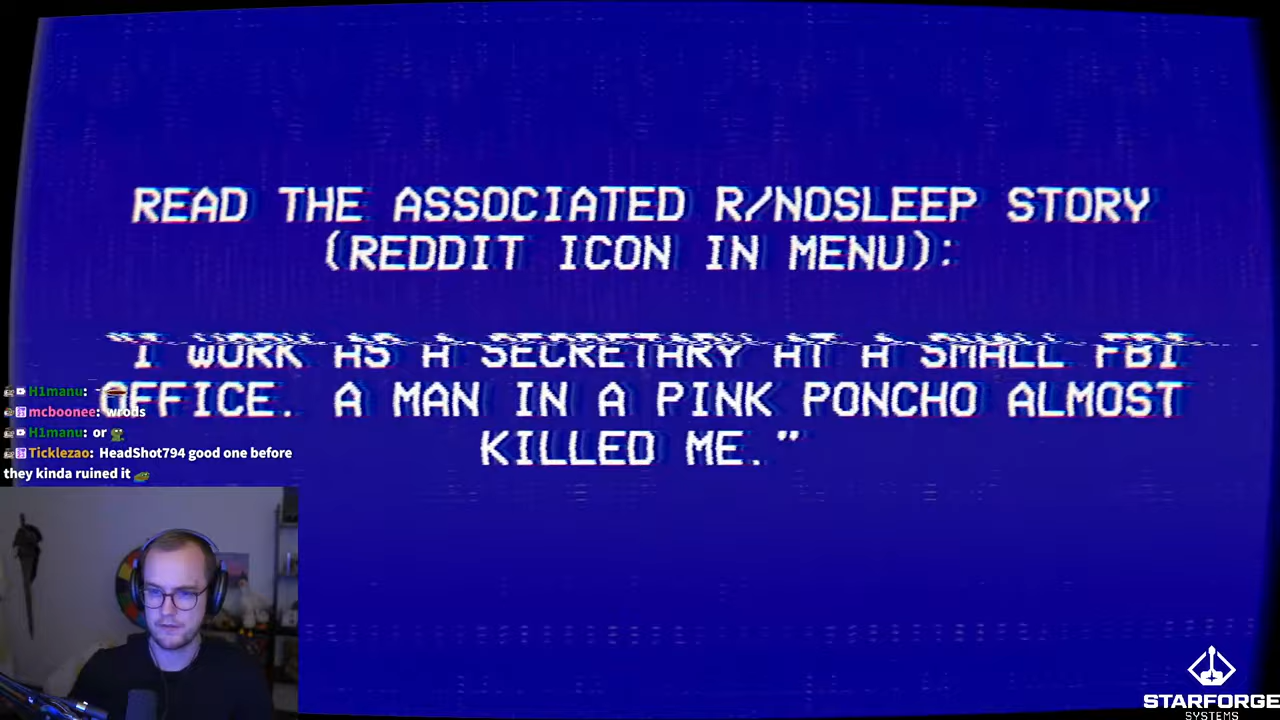 READ THE ASSOCIATED R/NOSLEEP STORY
(REDDIT ICON IN MENU):
"I WORK AS A SECRETARY AT A SMALL FBI
OFFICE. A MAN IN A PINK PONCHO ALMOST
KILLED ME."
H1manu:
mcboonee: wrods
H1manu: or
Ticklezao: HeadShot794 good one before
they kinda ruined it
STARFORGE
SYSTEMS